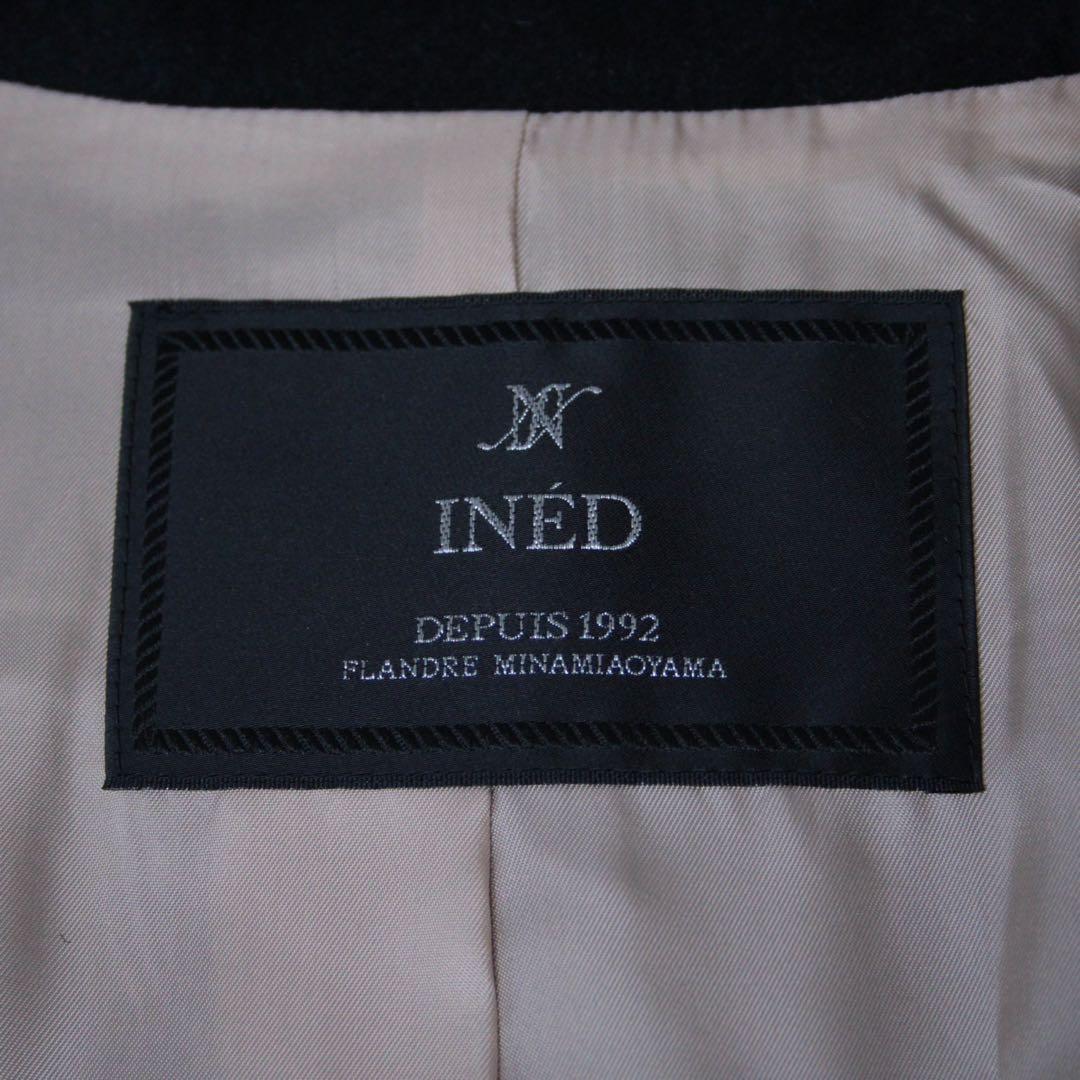 INÉD
DEPUIS 1992
FLANDRE MINAMIAOYAMA